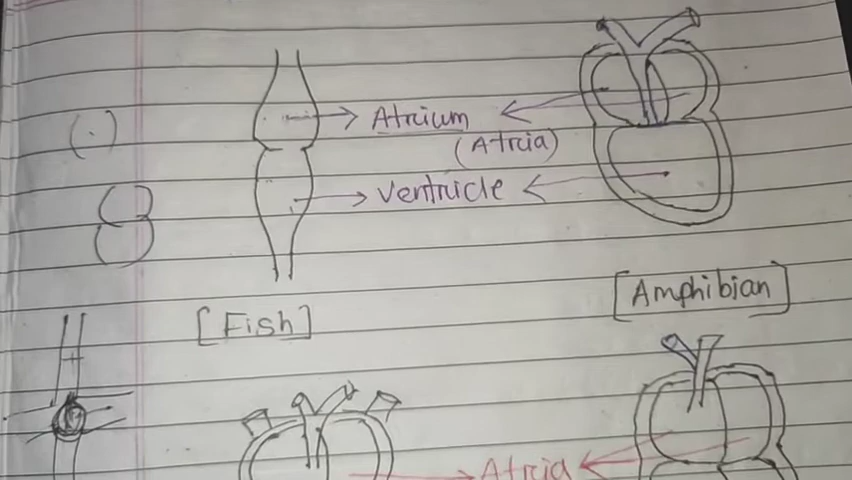 Atrium
(Atria)
Ventricle
[Fish]
[Amphibian]
Atria